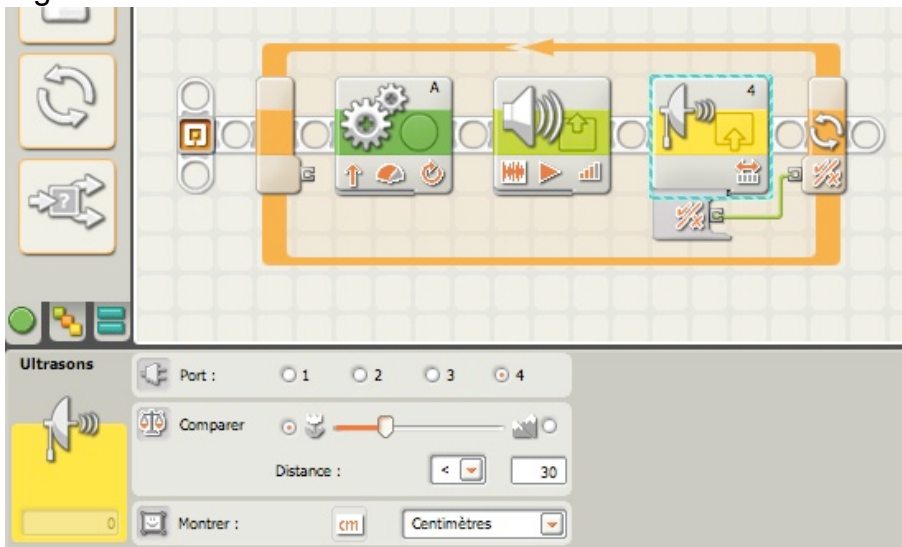 A
4
Ultrasons
0
Port : 1 2 3 4
Comparer
Distance : < 30
Montrer : cm Centimètres